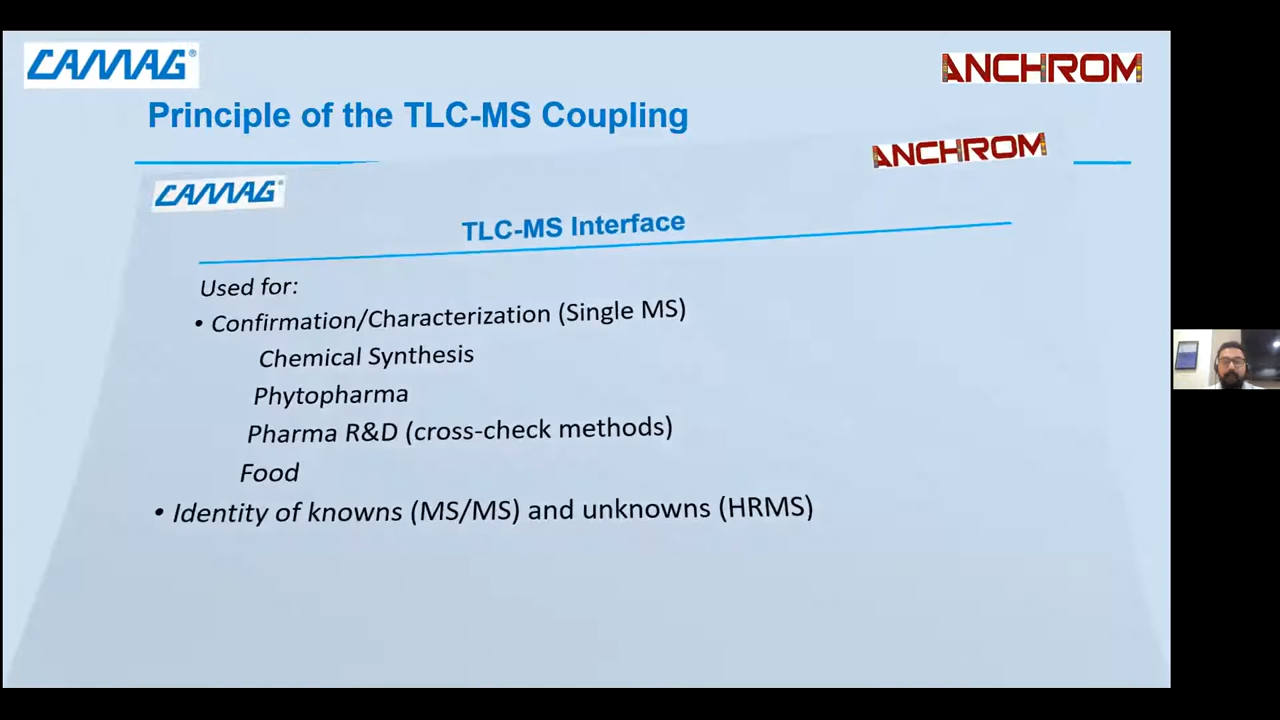 CAMAG®
ANCHROM
Principle of the TLC-MS Coupling
ANCHROM
CAMAG®
TLC-MS Interface
Used for:
• Confirmation/Characterization (Single MS)
Chemical Synthesis
Phytopharma
Pharma R&D (cross-check methods)
Food
• Identity of knowns (MS/MS) and unknowns (HRMS)